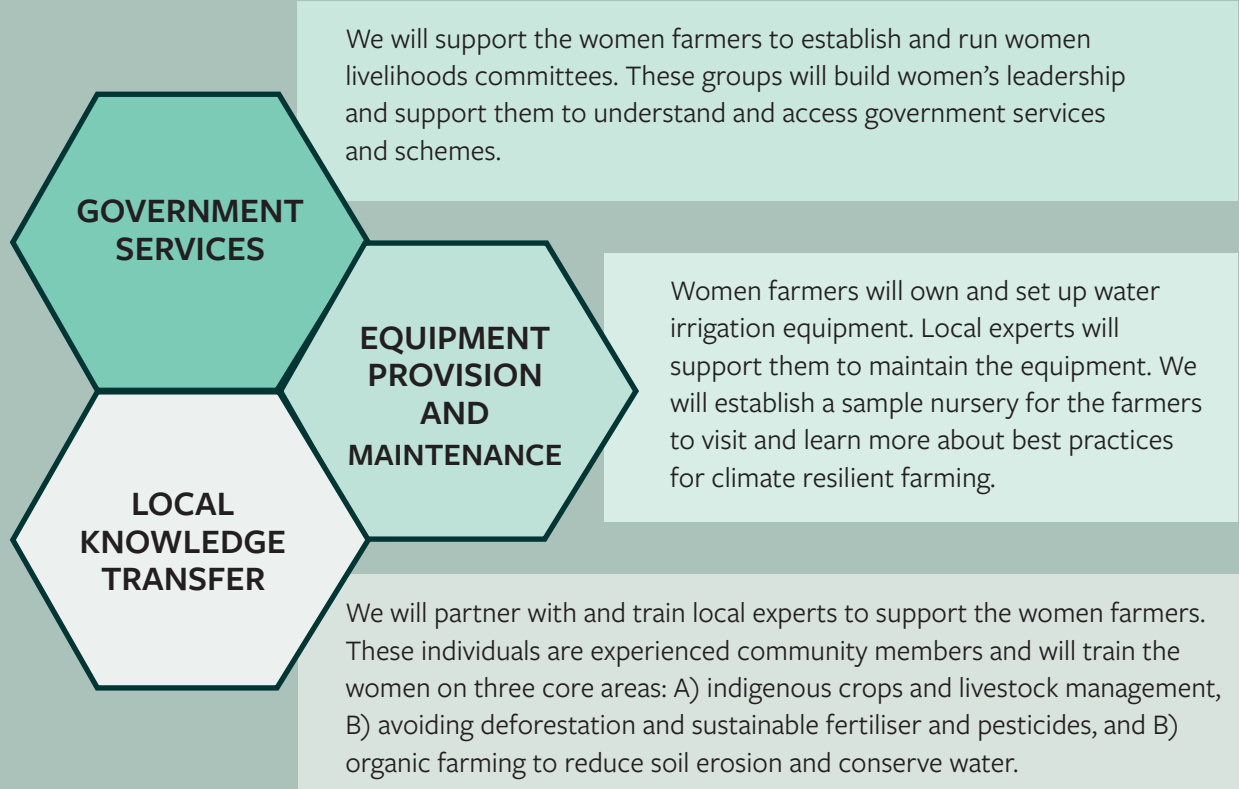 We will support the women farmers to establish and run women
livelihoods committees. These groups will build women’s leadership
and support them to understand and access government services
and schemes.
GOVERNMENT
SERVICES
Women farmers will own and set up water
irrigation equipment. Local experts will
support them to maintain the equipment. We
will establish a sample nursery for the farmers
to visit and learn more about best practices
for climate resilient farming.
EQUIPMENT
PROVISION
AND
MAINTENANCE
LOCAL
KNOWLEDGE
TRANSFER
We will partner with and train local experts to support the women farmers.
These individuals are experienced community members and will train the
women on three core areas: A) indigenous crops and livestock management,
B) avoiding deforestation and sustainable fertiliser and pesticides, and B)
organic farming to reduce soil erosion and conserve water.